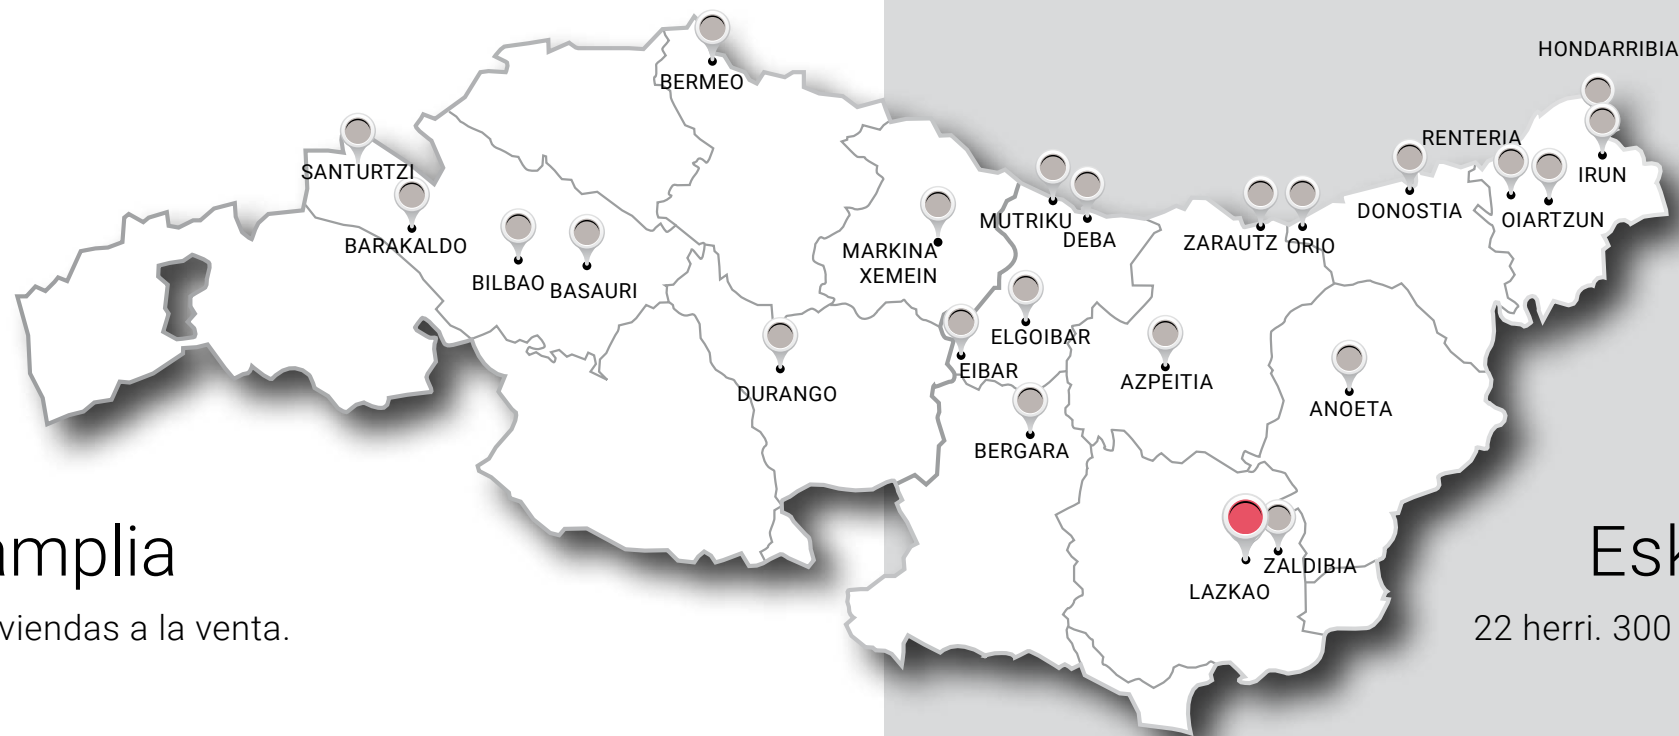 HONDARRIBIA
BERMEO
RENTERIA
SANTURTZI
IRUN
DONOSTIA
OIARTZUN
MUTRIKU
DEBA
ZARAUTZ
ORIO
BARAKALDO
MARKINA
XEMEIN
BILBAO
BASAURI
ELGOIBAR
EIBAR
AZPEITIA
DURANGO
ANOETA
BERGARA
ZALDIBIA
LAZKAO
amplia
viendas a la venta.
Esk
22 herri. 300